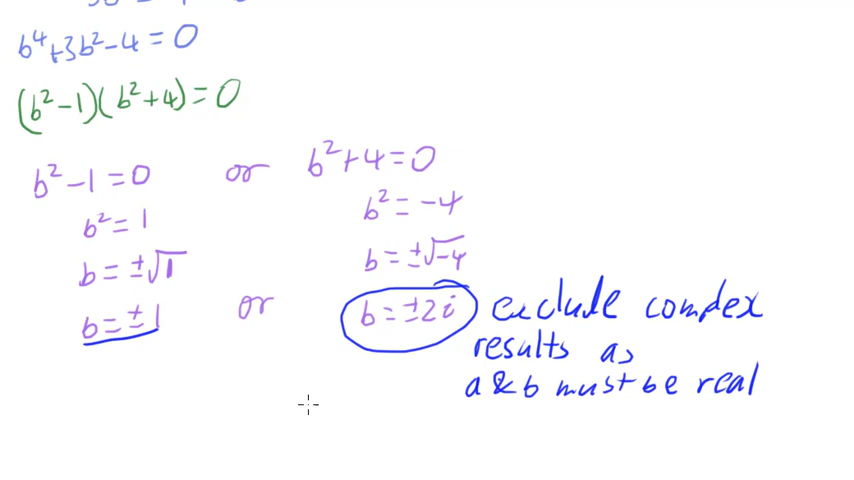 b⁴+3b²-4=0
(b²-1)(b²+4)=0
b²-1=0 or b²+4=0
b²=1 b²=-4
b=±√1 b=±√-4
b=±1 or b=±2i exclude complex
results as
a & b must be real